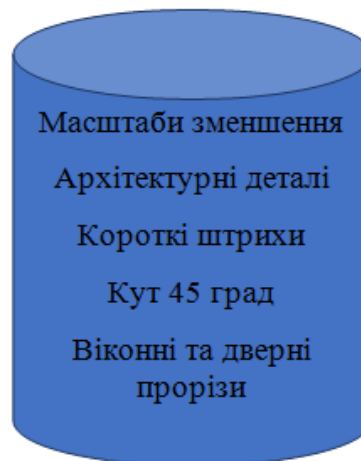 Масштаби зменшення
Архітектурні деталі
Короткі штрихи
Кут 45 град
Віконні та дверні
прорізи